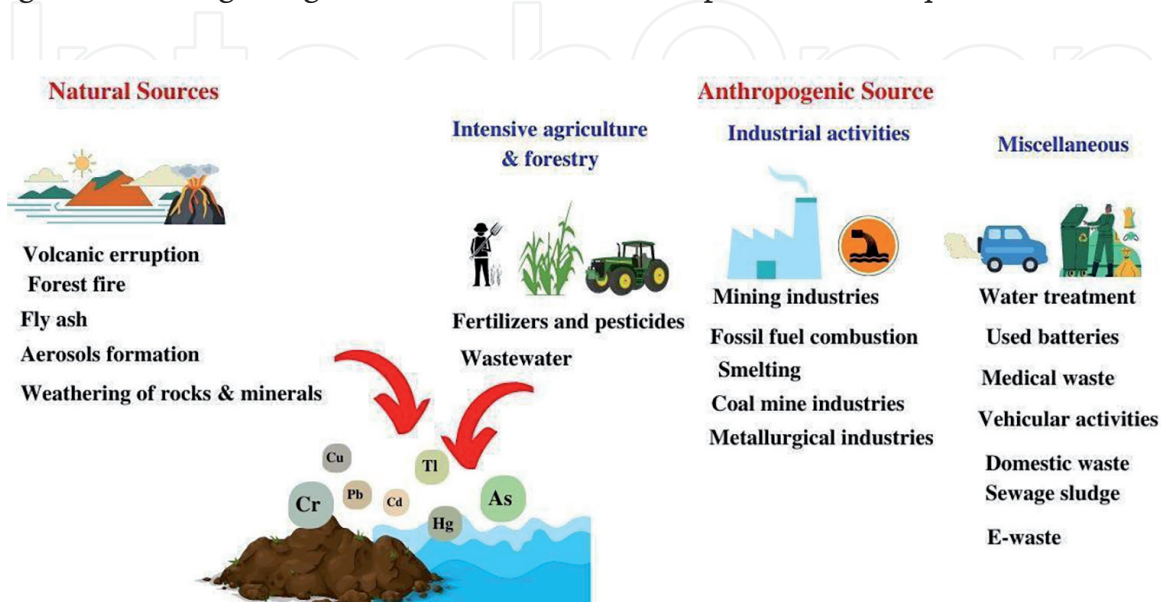 Natural Sources
Volcanic erruption
Forest fire
Fly ash
Aerosols formation
Weathering of rocks & minerals
Anthropogenic Source
Intensive agriculture
& forestry
Fertilizers and pesticides
Wastewater
Industrial activities
Mining industries
Fossil fuel combustion
Smelting
Coal mine industries
Metallurgical industries
Miscellaneous
Water treatment
Used batteries
Medical waste
Vehicular activities
Domestic waste
Sewage sludge
E-waste
Cu
Tl
Cr
Pb
Cd
As
Hg